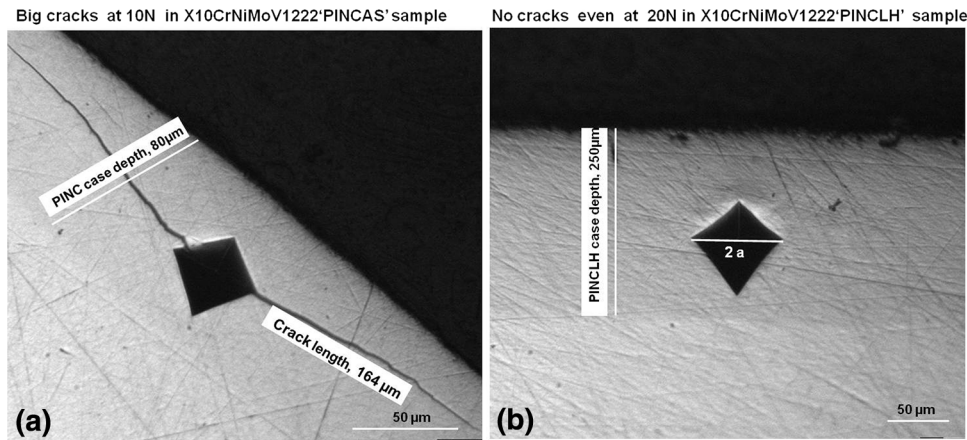 Big cracks at 10N in X10CrNiMoV1222‘PINCAS’ sample
No cracks even at 20N in X10CrNiMoV1222‘PINCLH’ sample
PINC case depth, 80µm
Crack length, 164 µm
50 µm
(a)
PINCLH case depth. 250µm
2 a
50 µm
(b)